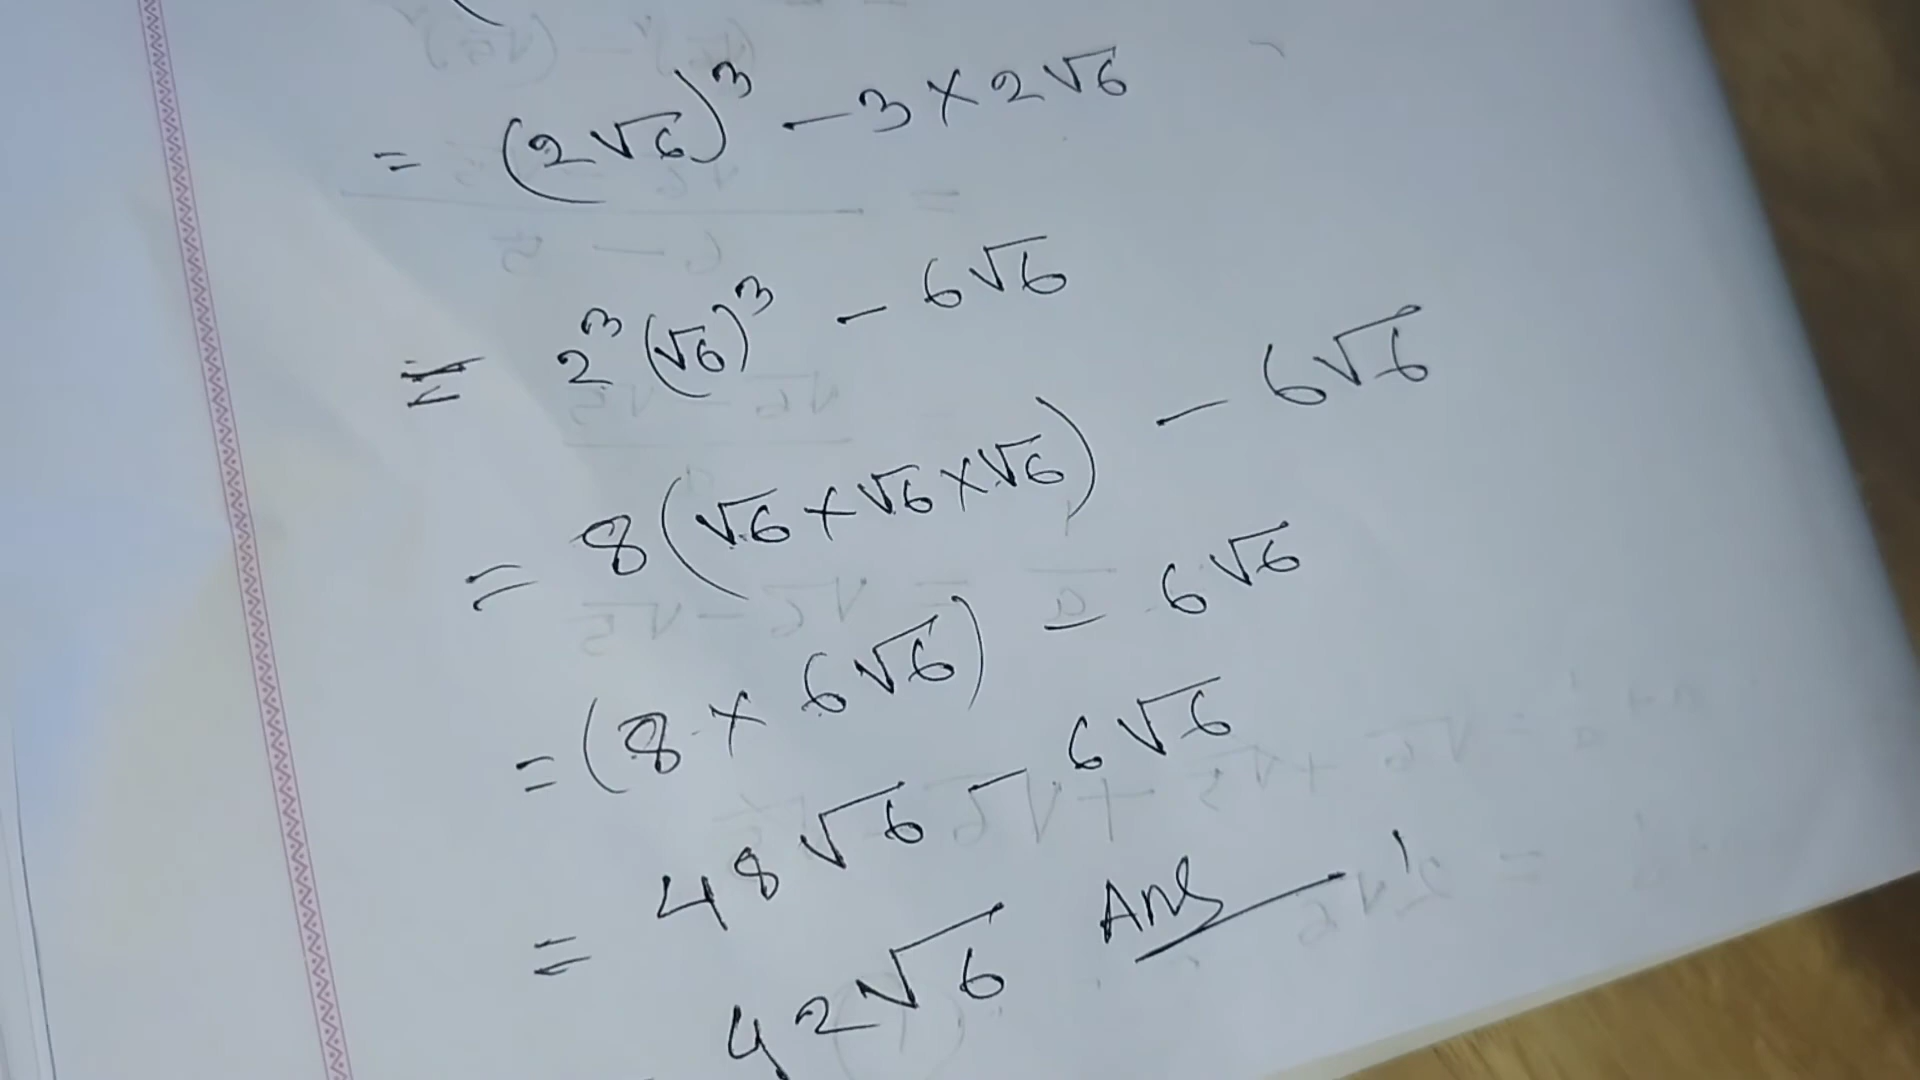 = (2√6)³ - 3 × 2√6
= 2³(√6)³ - 6√6
= 8(√6 × √6 × √6) - 6√6
= (8 × 6√6) - 6√6
= 48√6 - 6√6
42√6 Ans